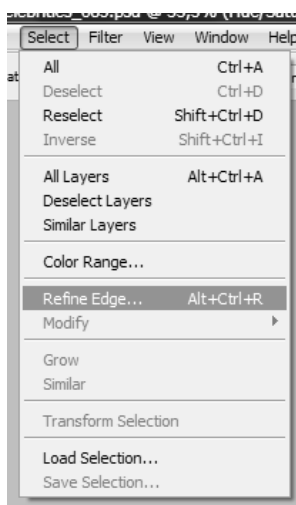 Select Filter View Window Help
All Ctrl+A
Deselect Ctrl+D
Reselect Shift+Ctrl+D
Inverse Shift+Ctrl+I
All Layers Alt+Ctrl+A
Deselect Layers
Similar Layers
Color Range...
Refine Edge... Alt+Ctrl+R
Modify
Grow
Similar
Transform Selection
Load Selection...
Save Selection...